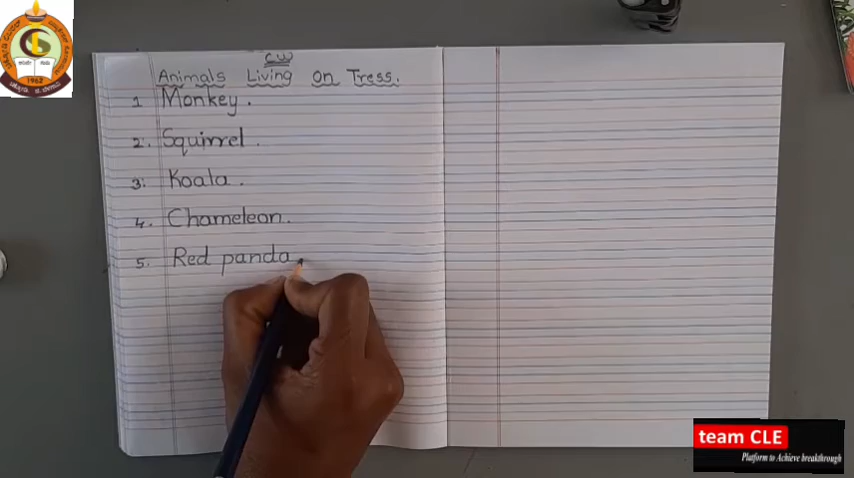 CW
Animals Living On Tress.
1 Monkey.
2. Squirrel.
3. Koala.
4. Chameleon.
5. Red panda.
1962
team CLE
Platform to Achieve breakthrough